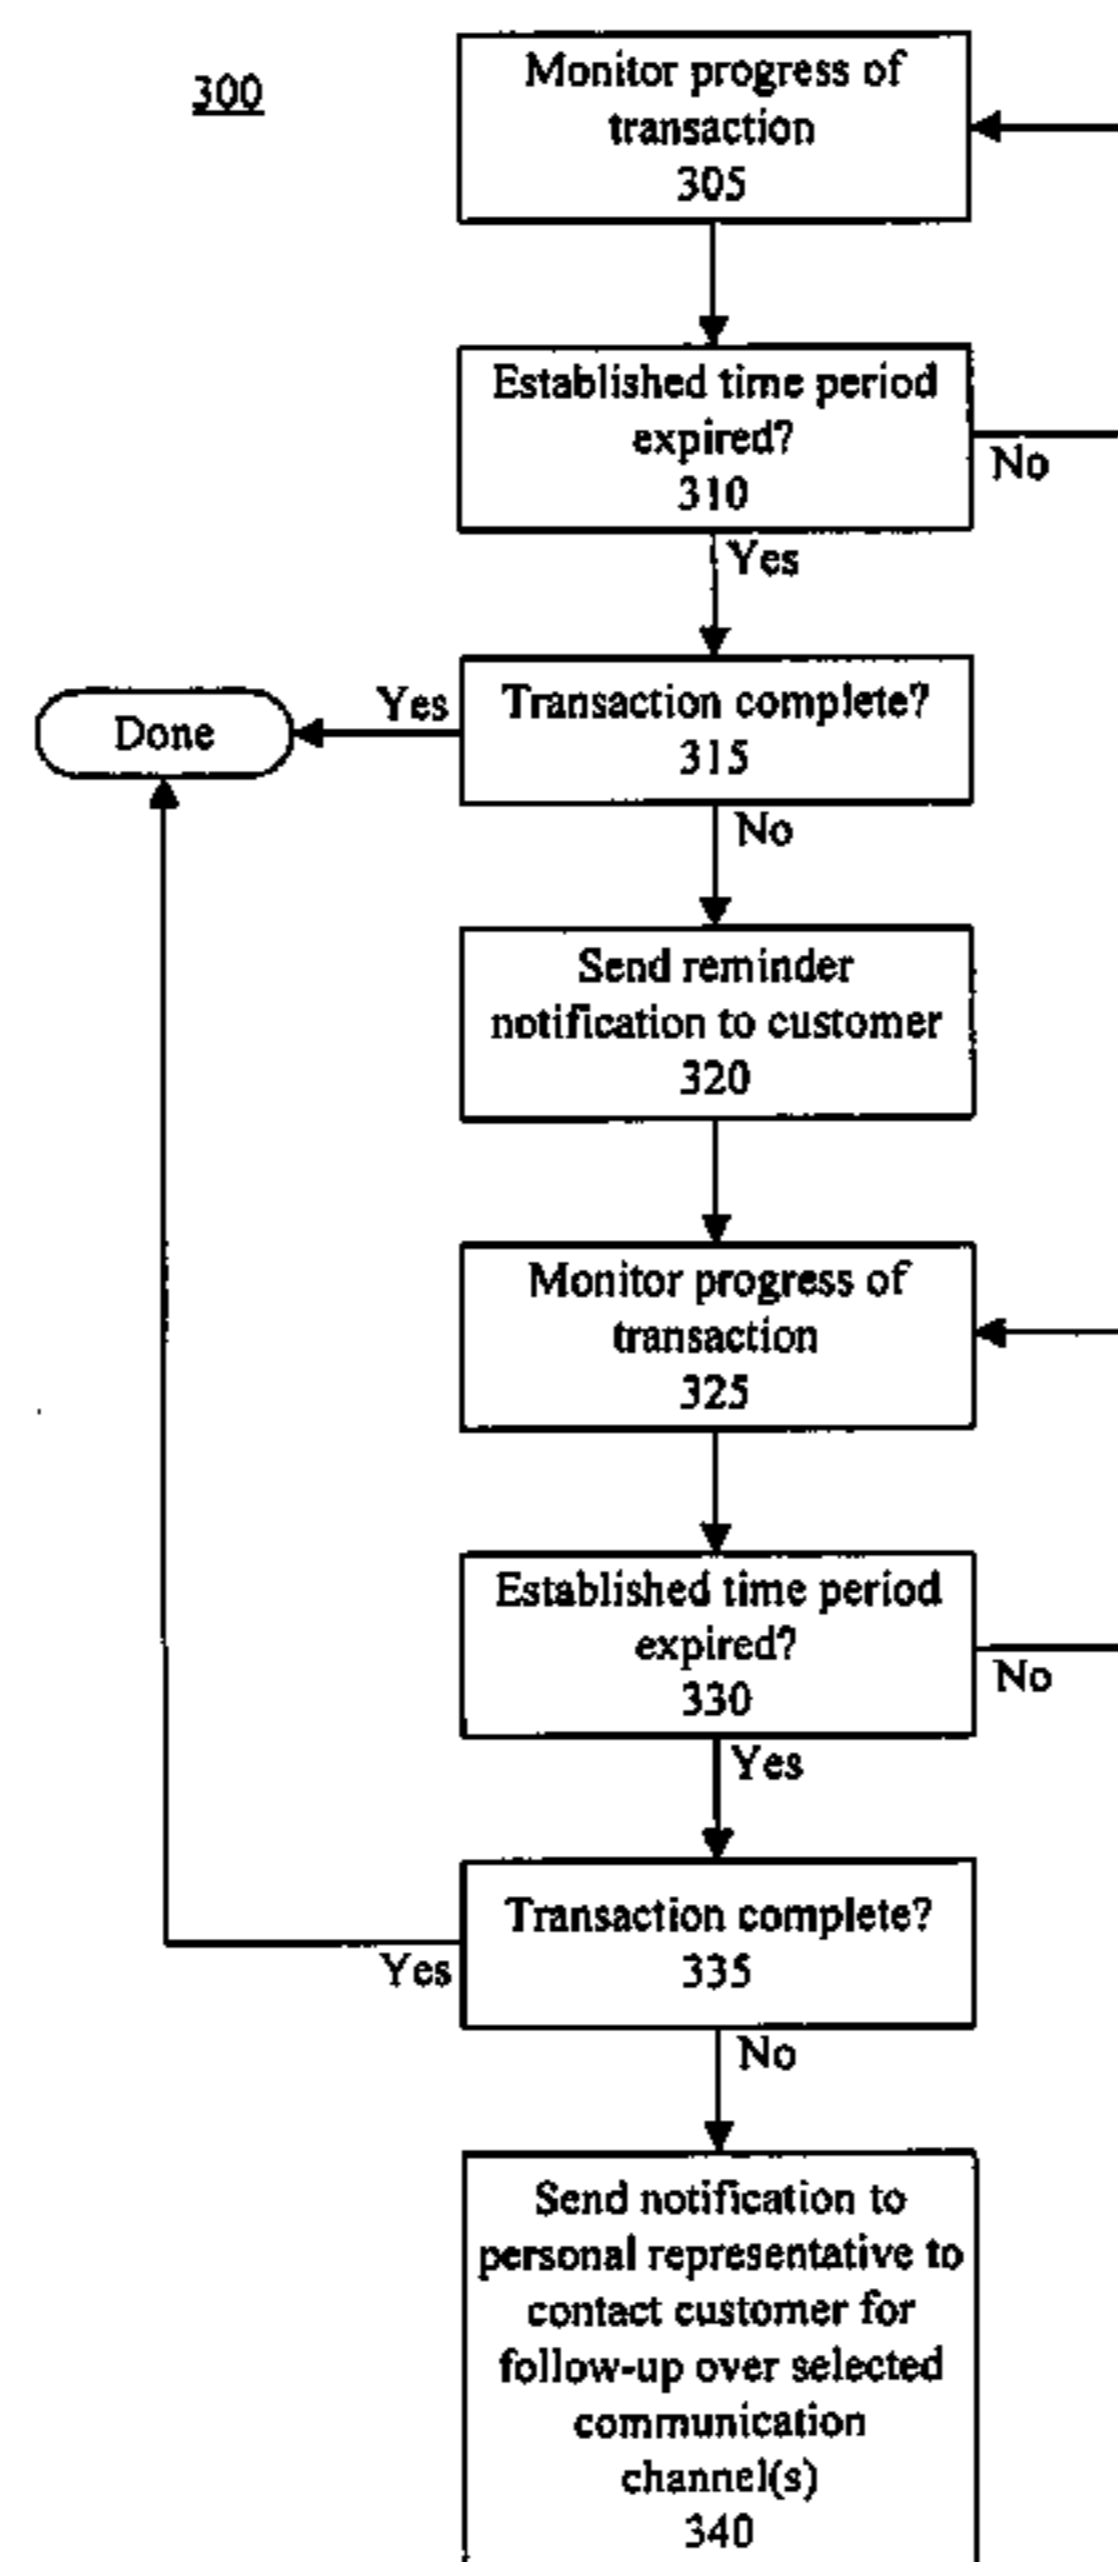 300
Monitor progress of
transaction
305
Established time period
expired?
310
No
Yes
Transaction complete?
315
Yes
Done
No
Send reminder
notification to customer
320
Monitor progress of
transaction
325
Established time period
expired?
330
No
Yes
Transaction complete?
335
Yes
No
Send notification to
personal representative to
contact customer for
follow-up over selected
communication
channel(s)
340